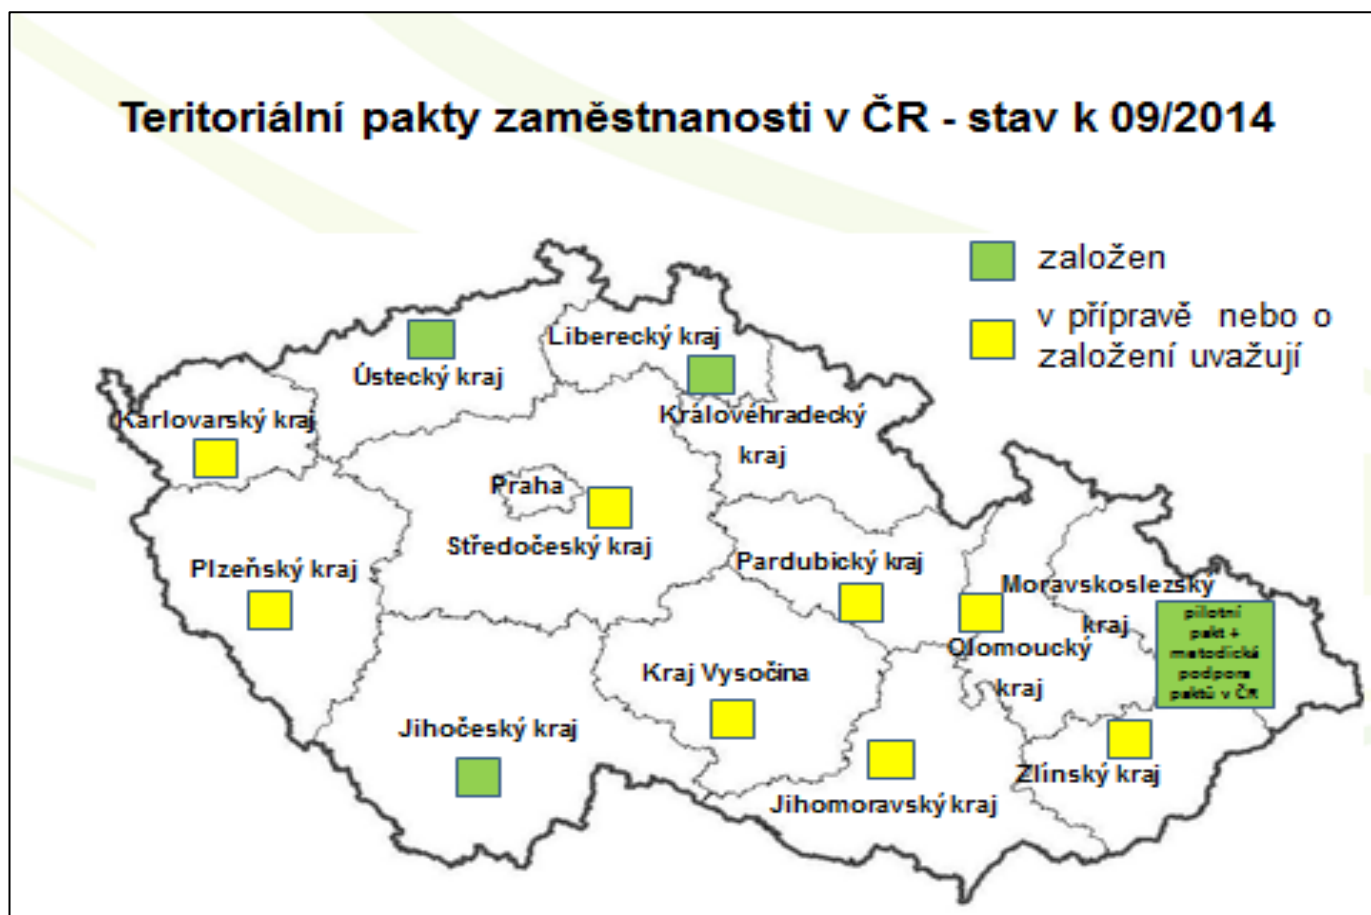 Teritoriální pakty zaměstnanosti v ČR - stav k 09/2014
založen
v přípravě nebo o
založení uvažují
Liberecký kraj
Ústecký kraj
Karlovarský kraj
Královéhradecký
kraj
Praha
Středočeský kraj
Plzeňský kraj
Pardubický kraj
Moravskoslezský
kraj
pilotní
pakt +
metodická
podpora
paktů v ČR
Olomoucký
kraj
Kraj Vysočina
Jihočeský kraj
Zlínský kraj
Jihomoravský kraj